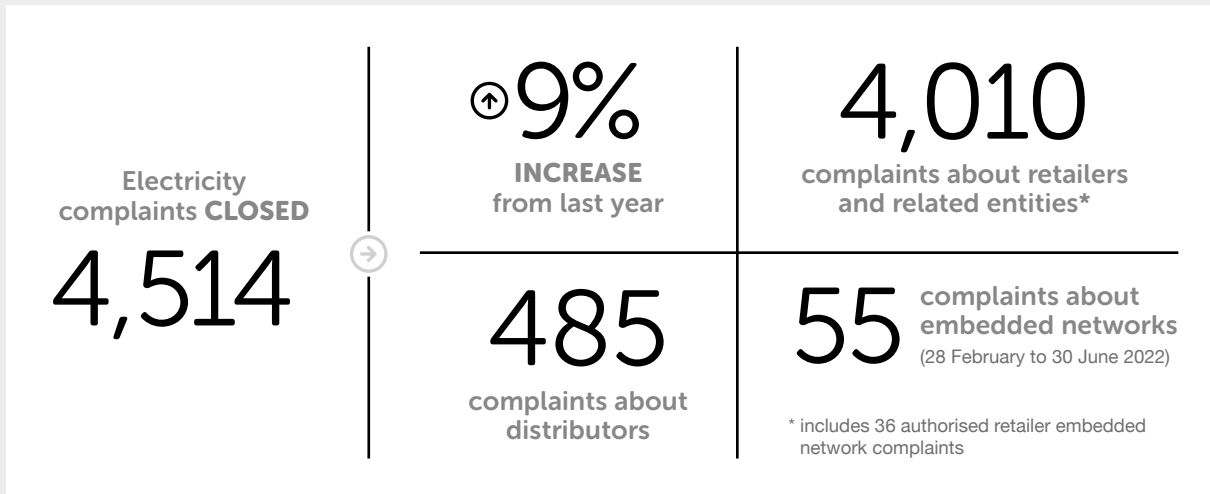 Electricity
complaints CLOSED
4,514
9%
INCREASE
from last year
4,010
complaints about retailers
and related entities*
485
complaints about
distributors
55
complaints about
embedded networks
(28 February to 30 June 2022)
* includes 36 authorised retailer embedded
network complaints